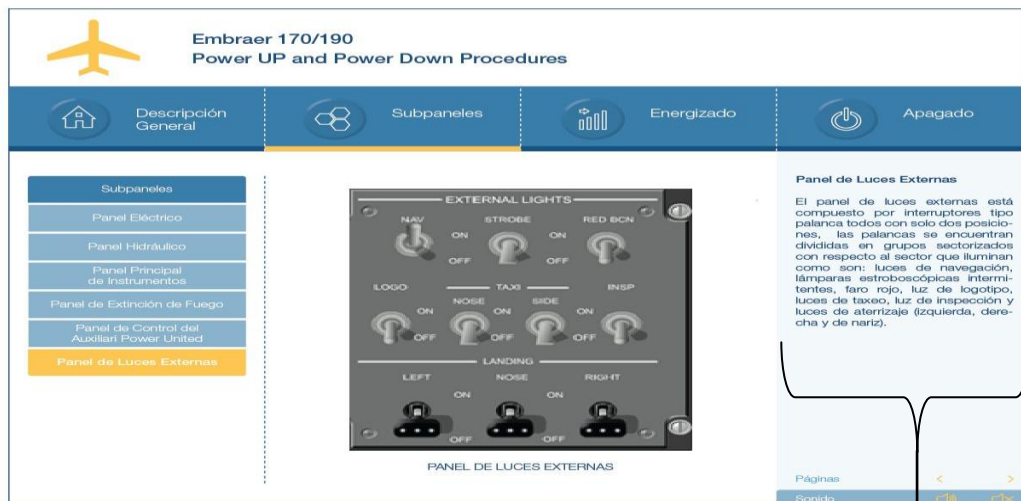 Embraer 170/190
Power UP and Power Down Procedures
Descripción
General
Subpaneles
Energizado
Apagado
Subpaneles
Panel Eléctrico
Panel Hidráulico
Panel Principal
de Instrumentos
Panel de Extinción de Fuego
Panel de Control del
Auxiliari Power United
Panel de Luces Externas
EXTERNAL LIGHTS
NAV STROBE RED BCN
ON ON
OFF OFF
LOGO TAXI INSP
NOSE SIDE
ON ON ON
OFF OFF OFF
LANDING
LEFT NOSE RIGHT
ON ON
OFF OFF
PANEL DE LUCES EXTERNAS
Panel de Luces Externas
El panel de luces externas está
compuesto por interruptores tipo
palanca todos con solo dos posicio-
nes, las palancas se encuentran
divididas en grupos sectorizados
con respecto al sector que iluminan
como son: luces de navegación,
lámparas estroboscópicas intermi-
tentes, faro rojo, luz de logotipo,
luces de taxeo, luz de inspección y
luces de aterrizaje (izquierda, dere-
cha y de nariz).
Páginas < >
Sonido